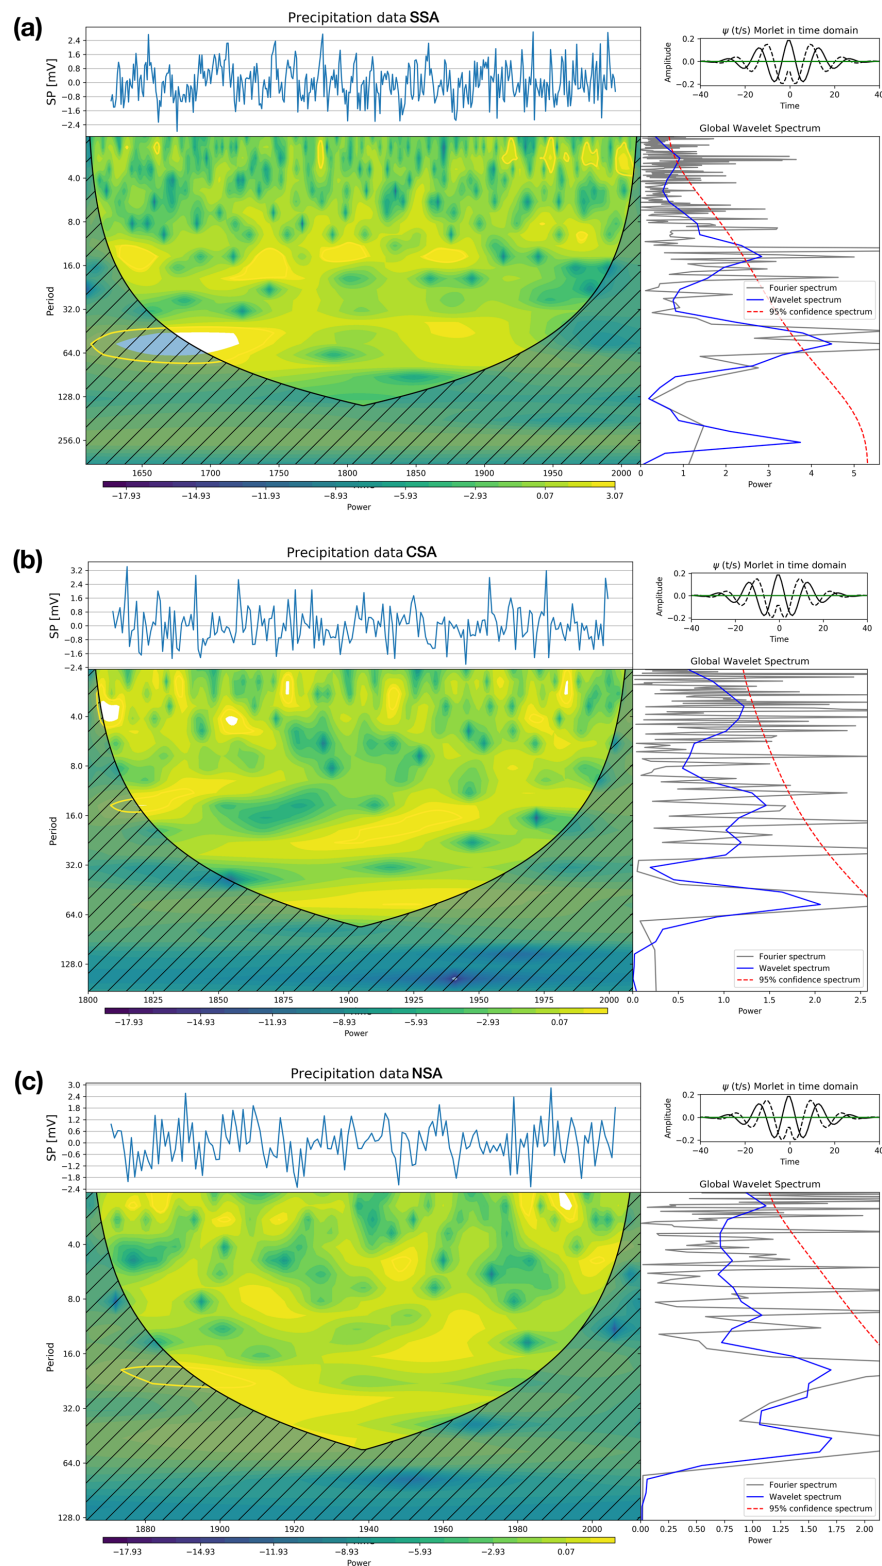 (a)
Precipitation data SSA
SP [mV]
2.4
1.6
0.8
0.0
−0.8
−1.6
−2.4
ψ (t/s) Morlet in time domain
Amplitude
0.2
0.0
−0.2
−40 −20 0 20 40
Time
Period
4.0
8.0
16.0
32.0
64.0
128.0
256.0
1650 1700 1750 1800 1850 1900 1950 2000
−17.93 −14.93 −11.93 −8.93 −5.93 −2.93 0.07 3.07
Power
Global Wavelet Spectrum
Fourier spectrum
Wavelet spectrum
95% confidence spectrum
0 1 2 3 4 5
Power
(b)
Precipitation data CSA
SP [mV]
3.2
2.4
1.6
0.8
0.0
−0.8
−1.6
−2.4
ψ (t/s) Morlet in time domain
Amplitude
0.2
0.0
−0.2
−40 −20 0 20 40
Time
Period
4.0
8.0
16.0
32.0
64.0
128.0
1800 1825 1850 1875 1900 1925 1950 1975 2000
−17.93 −14.93 −11.93 −8.93 −5.93 −2.93 0.07
Power
Global Wavelet Spectrum
Fourier spectrum
Wavelet spectrum
95% confidence spectrum
0.0 0.5 1.0 1.5 2.0 2.5
Power
(c)
Precipitation data NSA
SP [mV]
3.0
2.4
1.8
1.2
0.6
0.0
−0.6
−1.2
−1.8
−2.4
ψ (t/s) Morlet in time domain
Amplitude
0.2
0.0
−0.2
−40 −20 0 20 40
Time
Period
4.0
8.0
16.0
32.0
64.0
128.0
1880 1900 1920 1940 1960 1980 2000
−17.93 −14.93 −11.93 −8.93 −5.93 −2.93 0.07
Power
Global Wavelet Spectrum
Fourier spectrum
Wavelet spectrum
95% confidence spectrum
0.00 0.25 0.50 0.75 1.00 1.25 1.50 1.75 2.00
Power